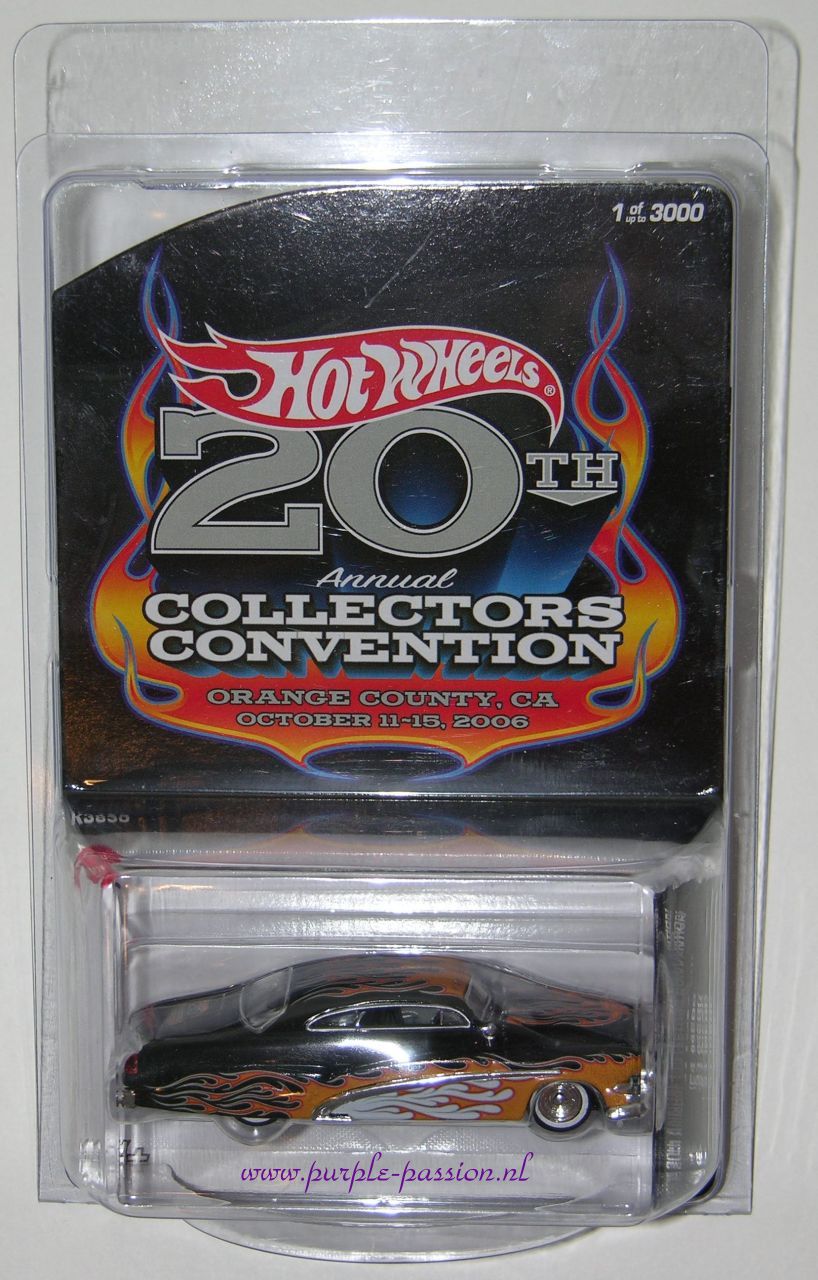 1 of up to 3000
HOT WHEELS®
20TH
Annual
COLLECTORS
CONVENTION
ORANGE COUNTY, CA
OCTOBER 11-15, 2006
K3856
www.purple-passion.nl